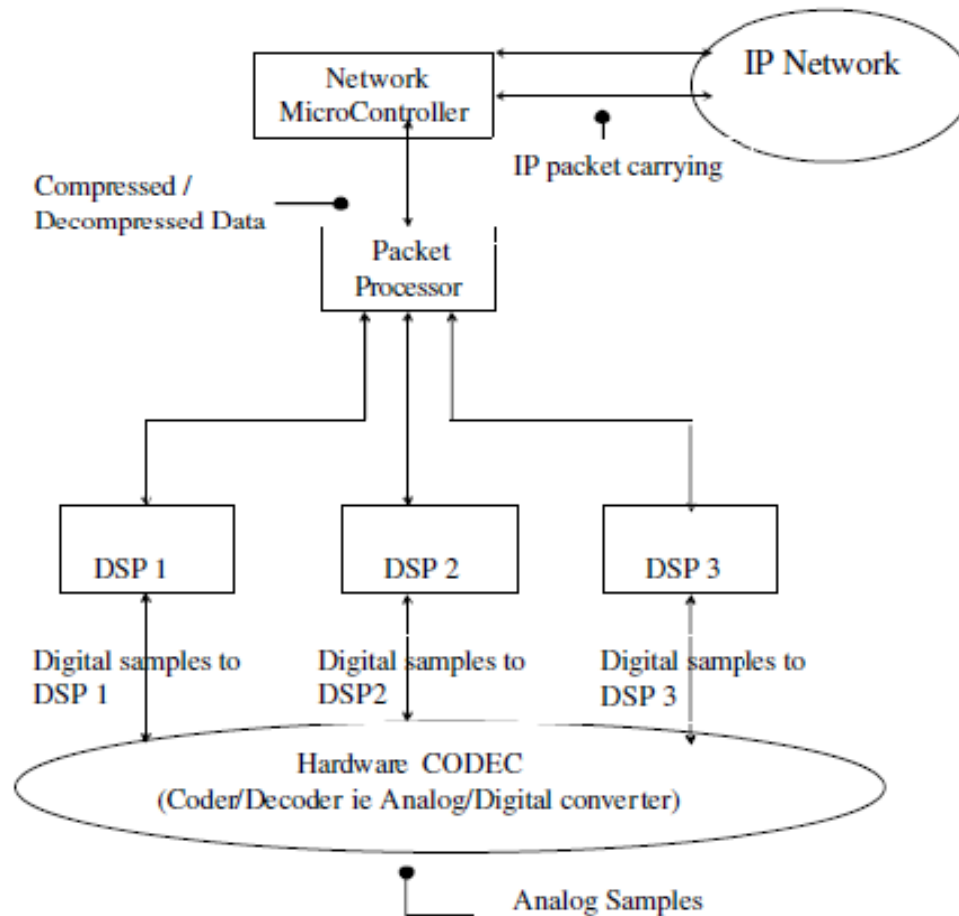 IP Network
Network
MicroController
IP packet carrying
Compressed /
Decompressed Data
Packet
Processor
DSP 1
DSP 2
DSP 3
Digital samples to
DSP 1
Digital samples to
DSP2
Digital samples to
DSP 3
Hardware CODEC
(Coder/Decoder ie Analog/Digital converter)
Analog Samples